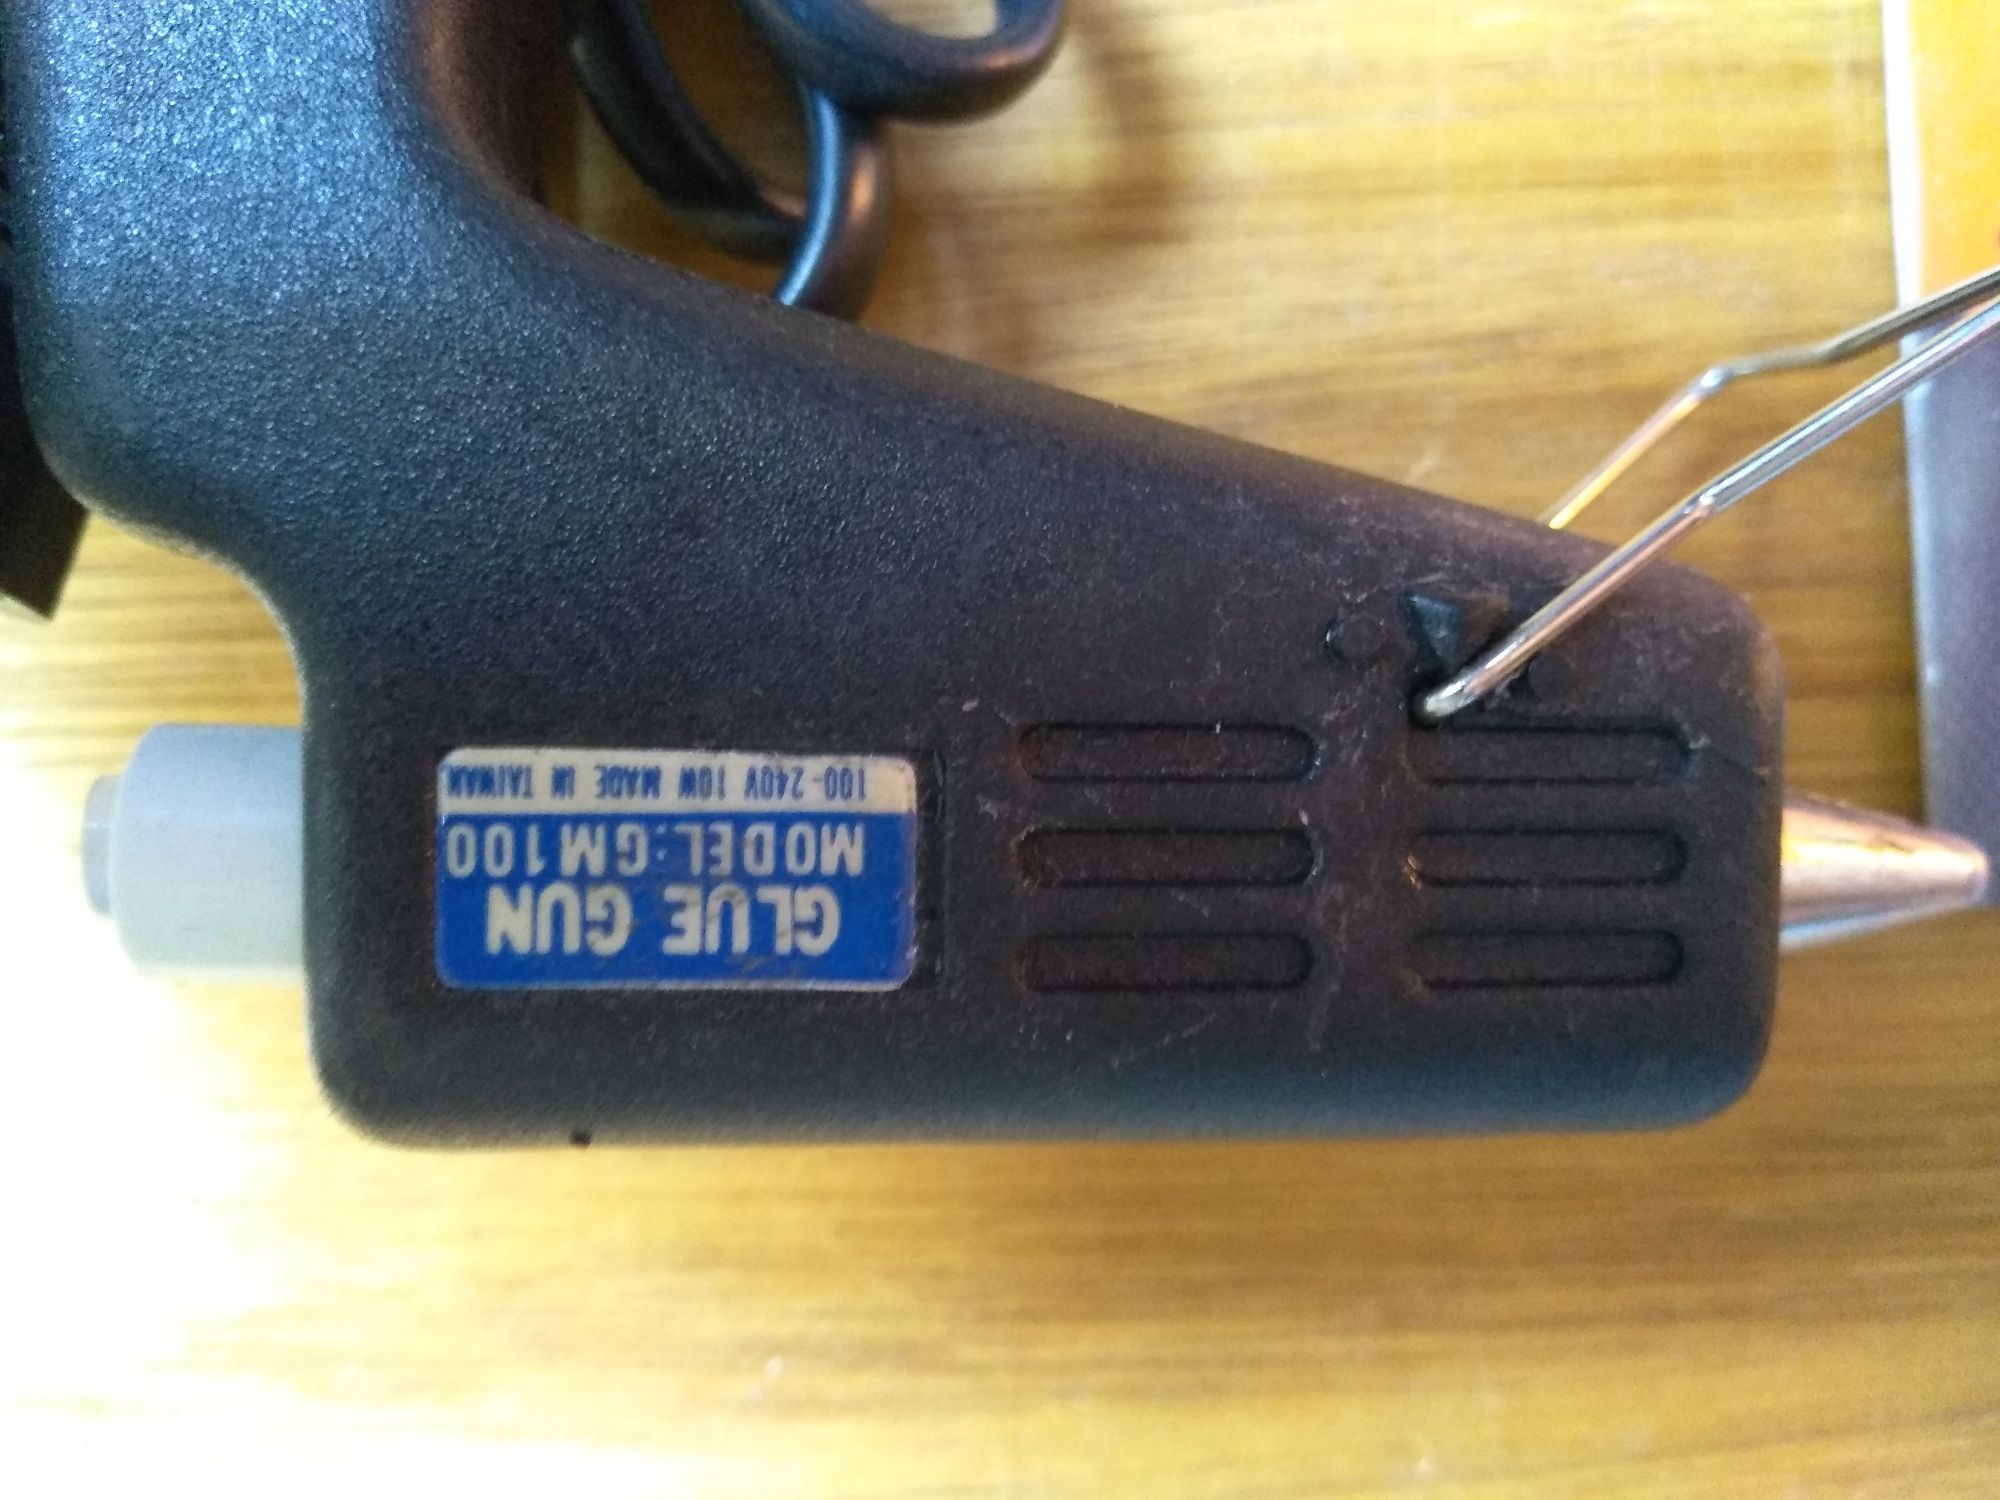 GLUE GUN
MODEL:GM100
100-240V 10W MADE IN TAIWAN